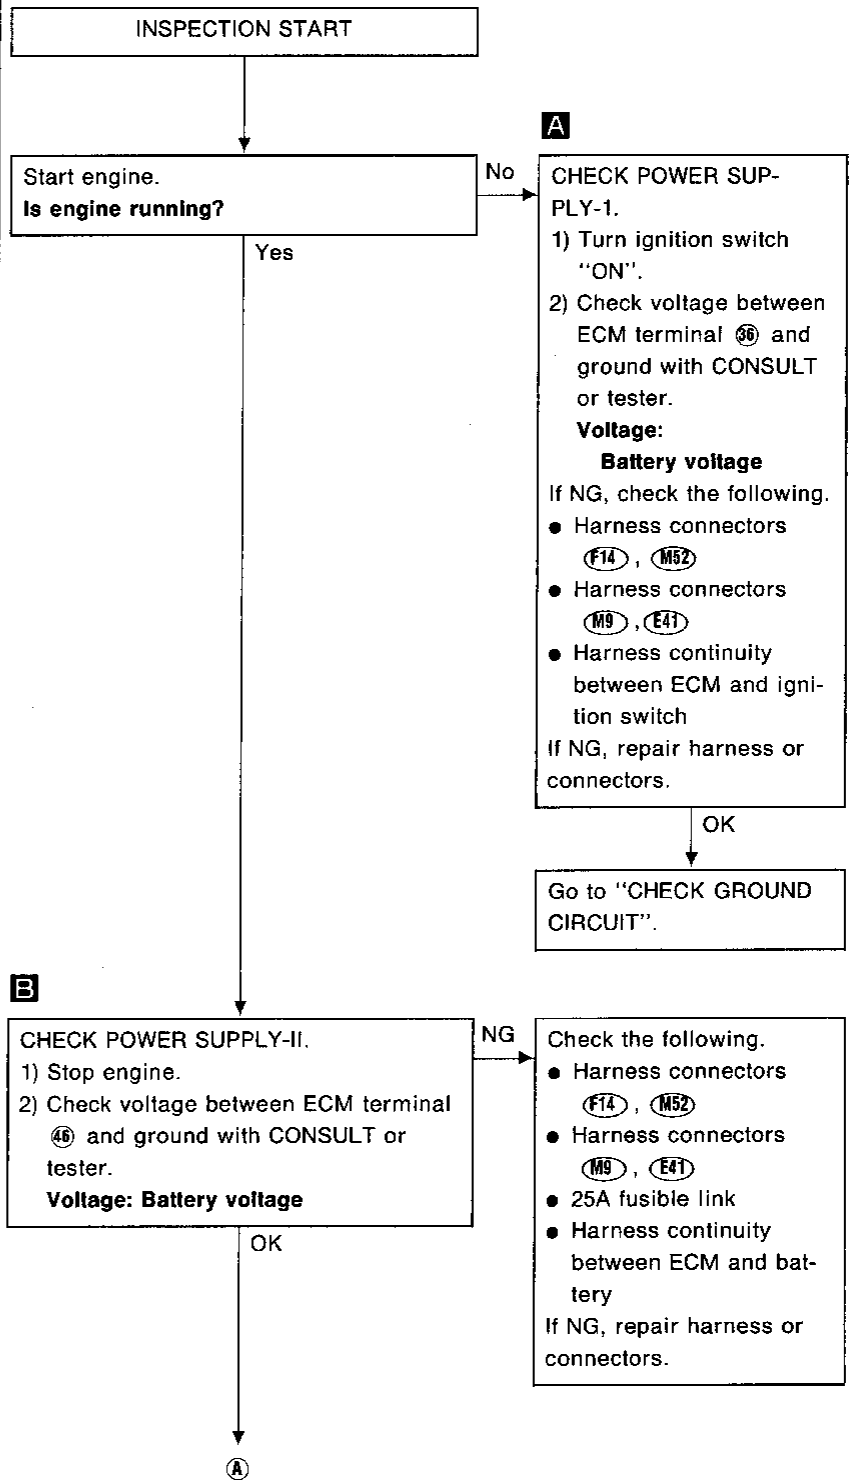 INSPECTION START
Start engine.
Is engine running?
No
Yes
A
CHECK POWER SUP-
PLY-1.
1) Turn ignition switch
"ON".
2) Check voltage between
ECM terminal 36 and
ground with CONSULT
or tester.
Voltage:
Battery voltage
If NG, check the following.
● Harness connectors
F14 , M52
● Harness connectors
M9 , E41
● Harness continuity
between ECM and igni-
tion switch
If NG, repair harness or
connectors.
OK
Go to "CHECK GROUND
CIRCUIT".
B
CHECK POWER SUPPLY-II.
1) Stop engine.
2) Check voltage between ECM terminal
46 and ground with CONSULT or
tester.
Voltage: Battery voltage
NG
OK
Check the following.
● Harness connectors
F14 , M52
● Harness connectors
M9 , E41
● 25A fusible link
● Harness continuity
between ECM and bat-
tery
If NG, repair harness or
connectors.
A